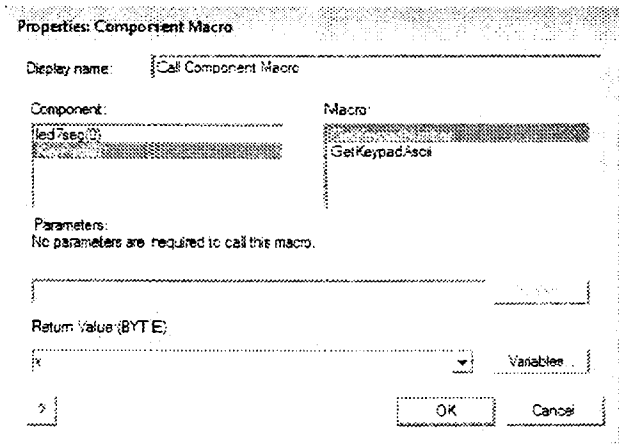 Properties: Component Macro
Display name: Call Component Macro
Component: Macro:
led7seg(0)
GetKeypadAscii
Parameters:
No parameters are required to call this macro.
Return Value:(BYTE)
x
Variables...
?
OK Cancel